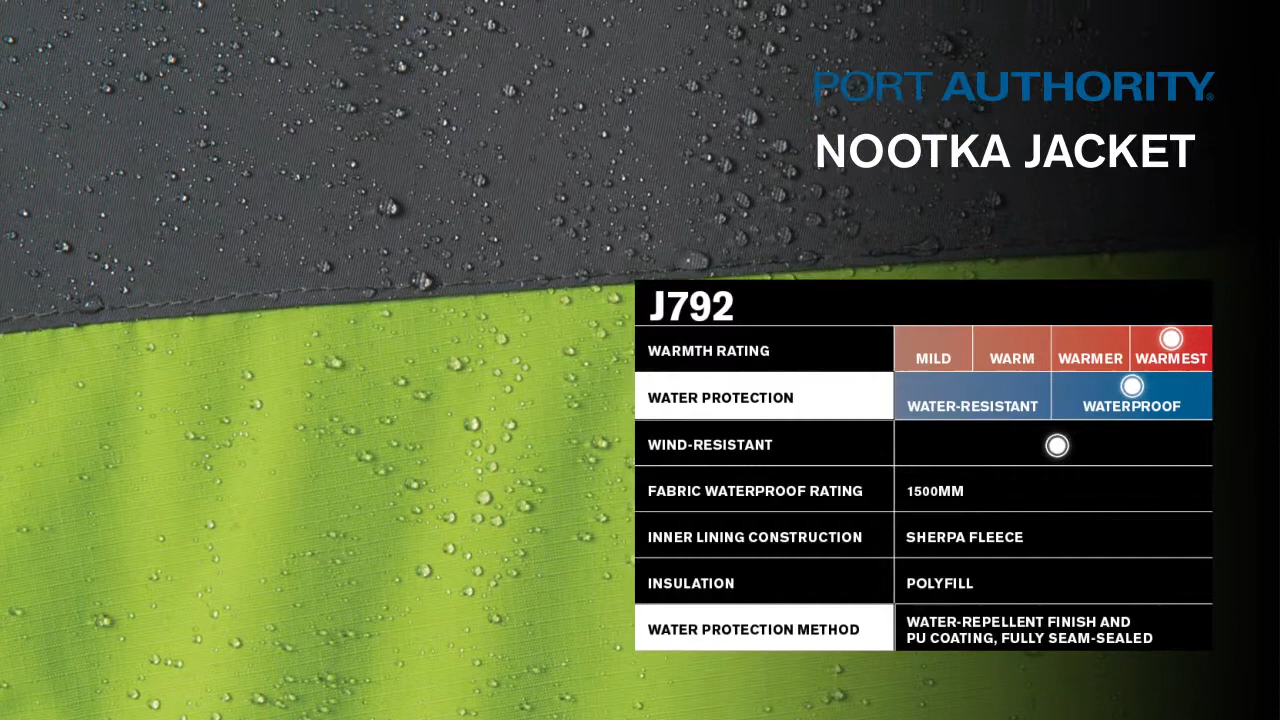 PORT AUTHORITY®
NOOTKA JACKET
J792
WARMTH RATING
MILD
WARM
WARMER
WARMEST
WATER PROTECTION
WATER-RESISTANT
WATERPROOF
WIND-RESISTANT
FABRIC WATERPROOF RATING
1500MM
INNER LINING CONSTRUCTION
SHERPA FLEECE
INSULATION
POLYFILL
WATER PROTECTION METHOD
WATER-REPELLENT FINISH AND
PU COATING, FULLY SEAM-SEALED